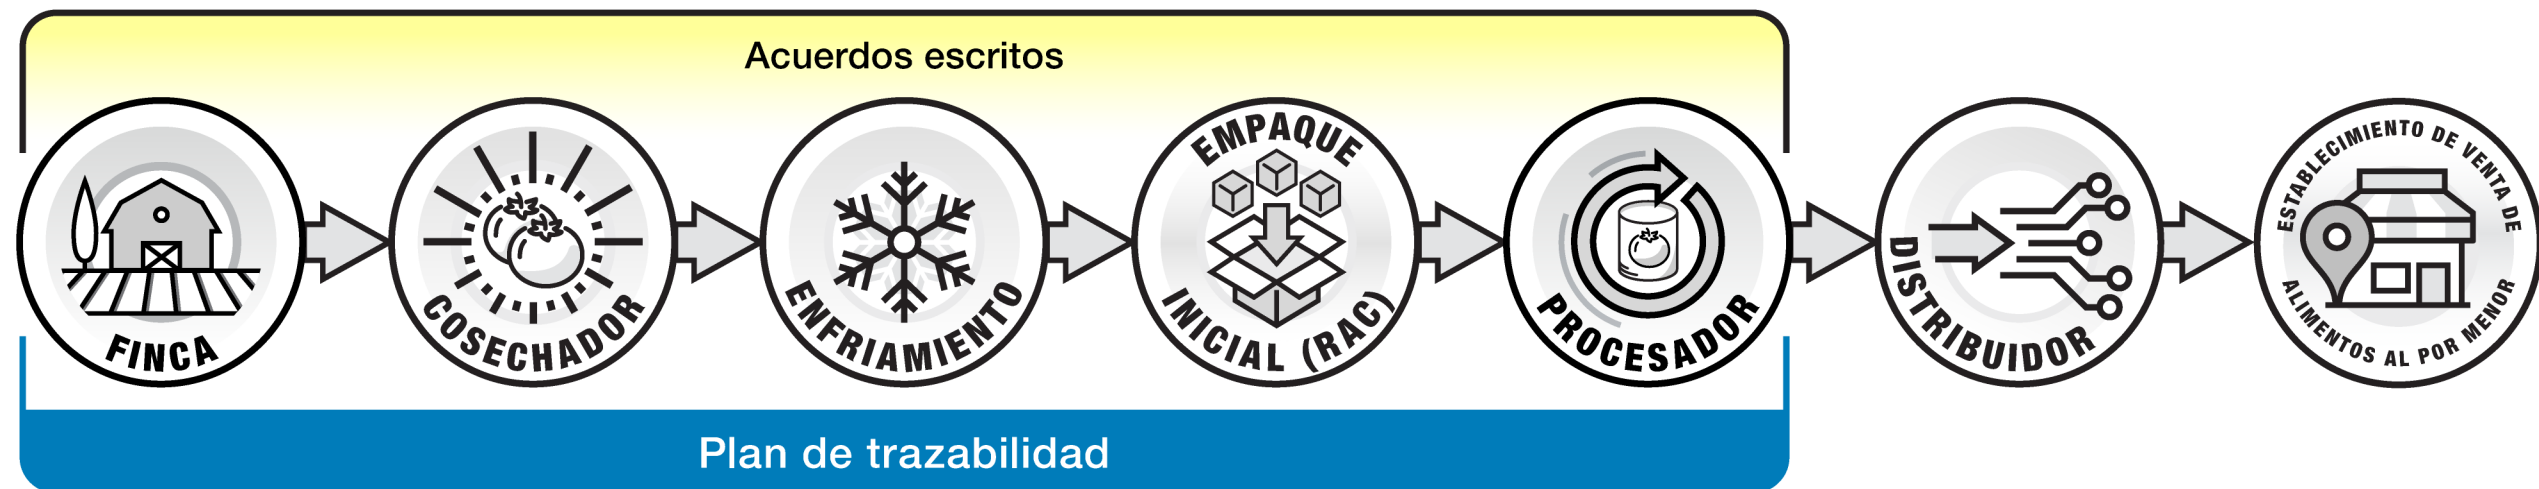 Acuerdos escritos
FINCA
COSECHADOR
ENFRIAMIENTO
EMPAQUE
INICIAL (RAC)
PROCESADOR
DISTRIBUIDOR
ESTABLECIMIENTO DE VENTA DE
ALIMENTOS AL POR MENOR
Plan de trazabilidad